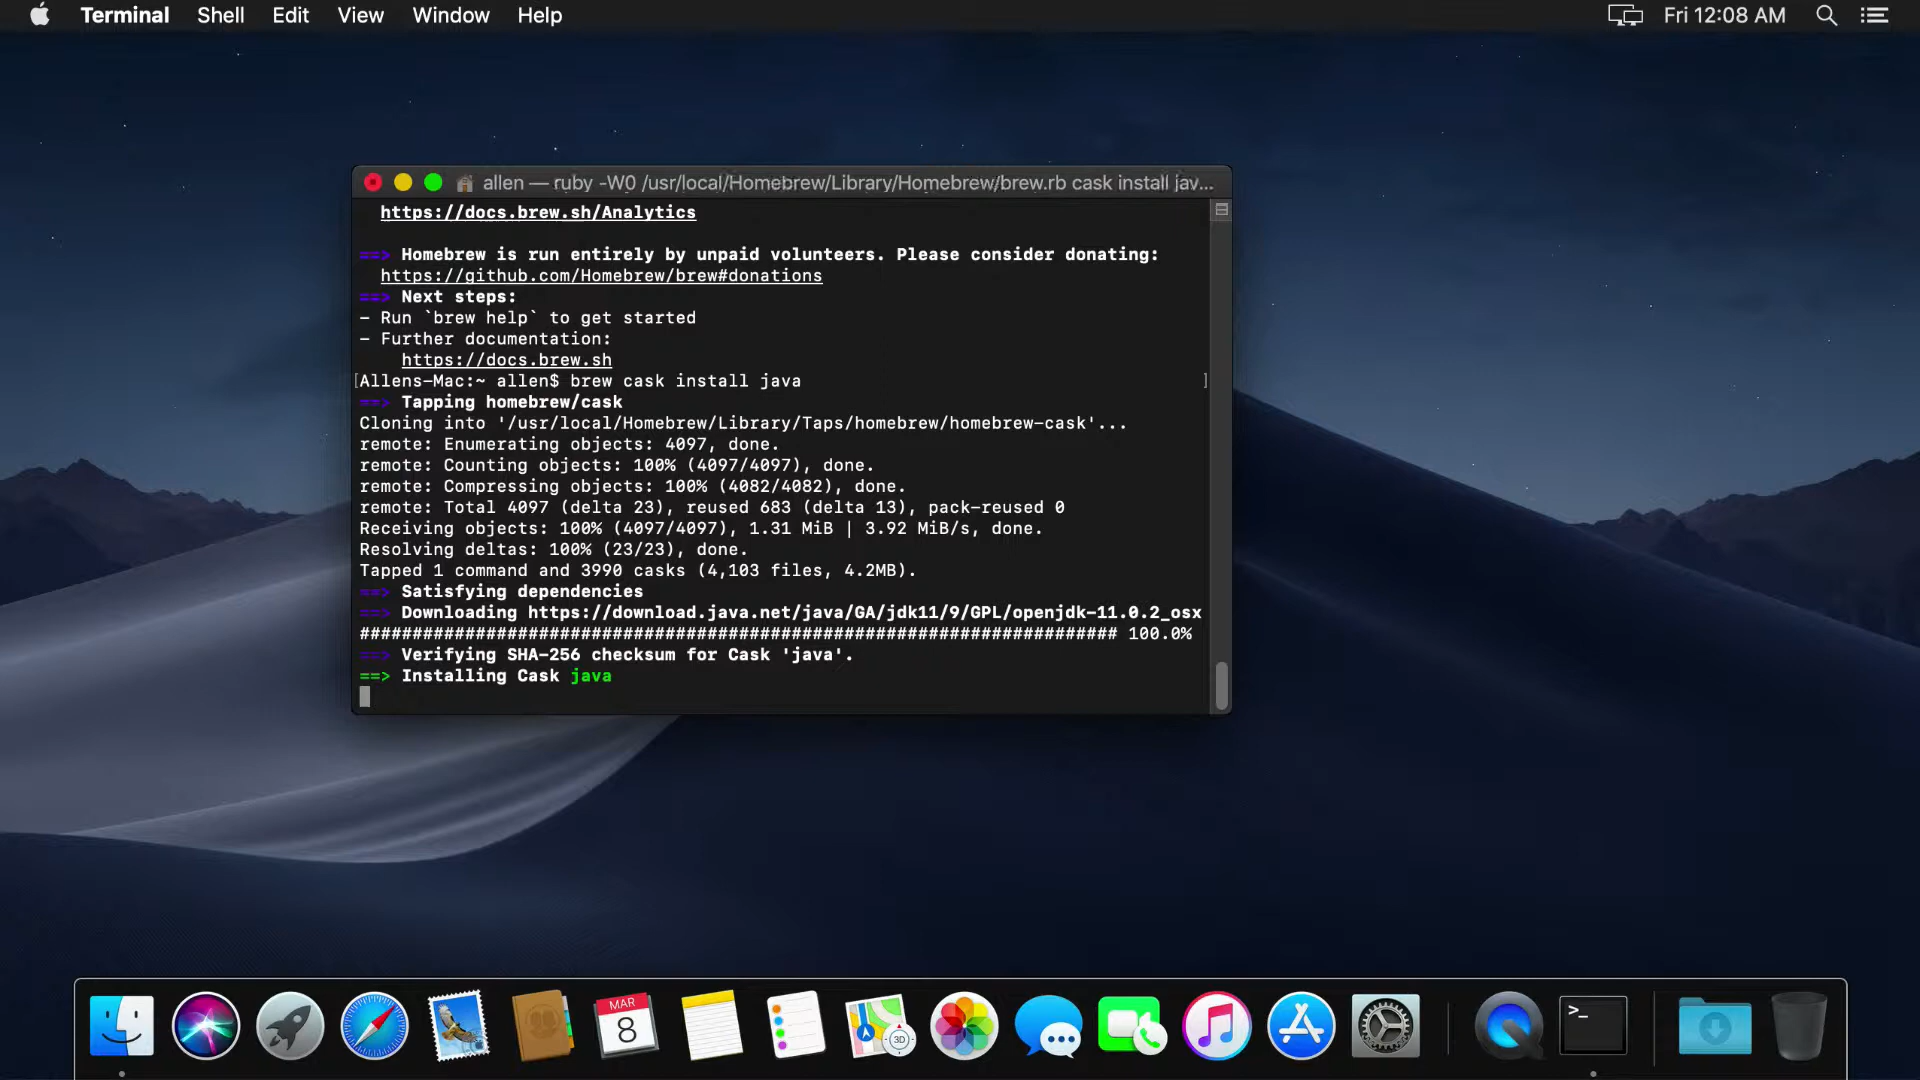 Terminal Shell Edit View Window Help Fri 12:08 AM
allen — ruby -W0 /usr/local/Homebrew/Library/Homebrew/brew.rb cask install jav...
https://docs.brew.sh/Analytics
==> Homebrew is run entirely by unpaid volunteers. Please consider donating:
https://github.com/Homebrew/brew#donations
==> Next steps:
- Run `brew help` to get started
- Further documentation:
https://docs.brew.sh
[Allens-Mac:~ allen$ brew cask install java ]
==> Tapping homebrew/cask
Cloning into '/usr/local/Homebrew/Library/Taps/homebrew/homebrew-cask'...
remote: Enumerating objects: 4097, done.
remote: Counting objects: 100% (4097/4097), done.
remote: Compressing objects: 100% (4082/4082), done.
remote: Total 4097 (delta 23), reused 683 (delta 13), pack-reused 0
Receiving objects: 100% (4097/4097), 1.31 MiB | 3.92 MiB/s, done.
Resolving deltas: 100% (23/23), done.
Tapped 1 command and 3990 casks (4,103 files, 4.2MB).
==> Satisfying dependencies
==> Downloading https://download.java.net/java/GA/jdk11/9/GPL/openjdk-11.0.2_osx
######################################################################## 100.0%
==> Verifying SHA-256 checksum for Cask 'java'.
==> Installing Cask java
MAR
8
3D
>_